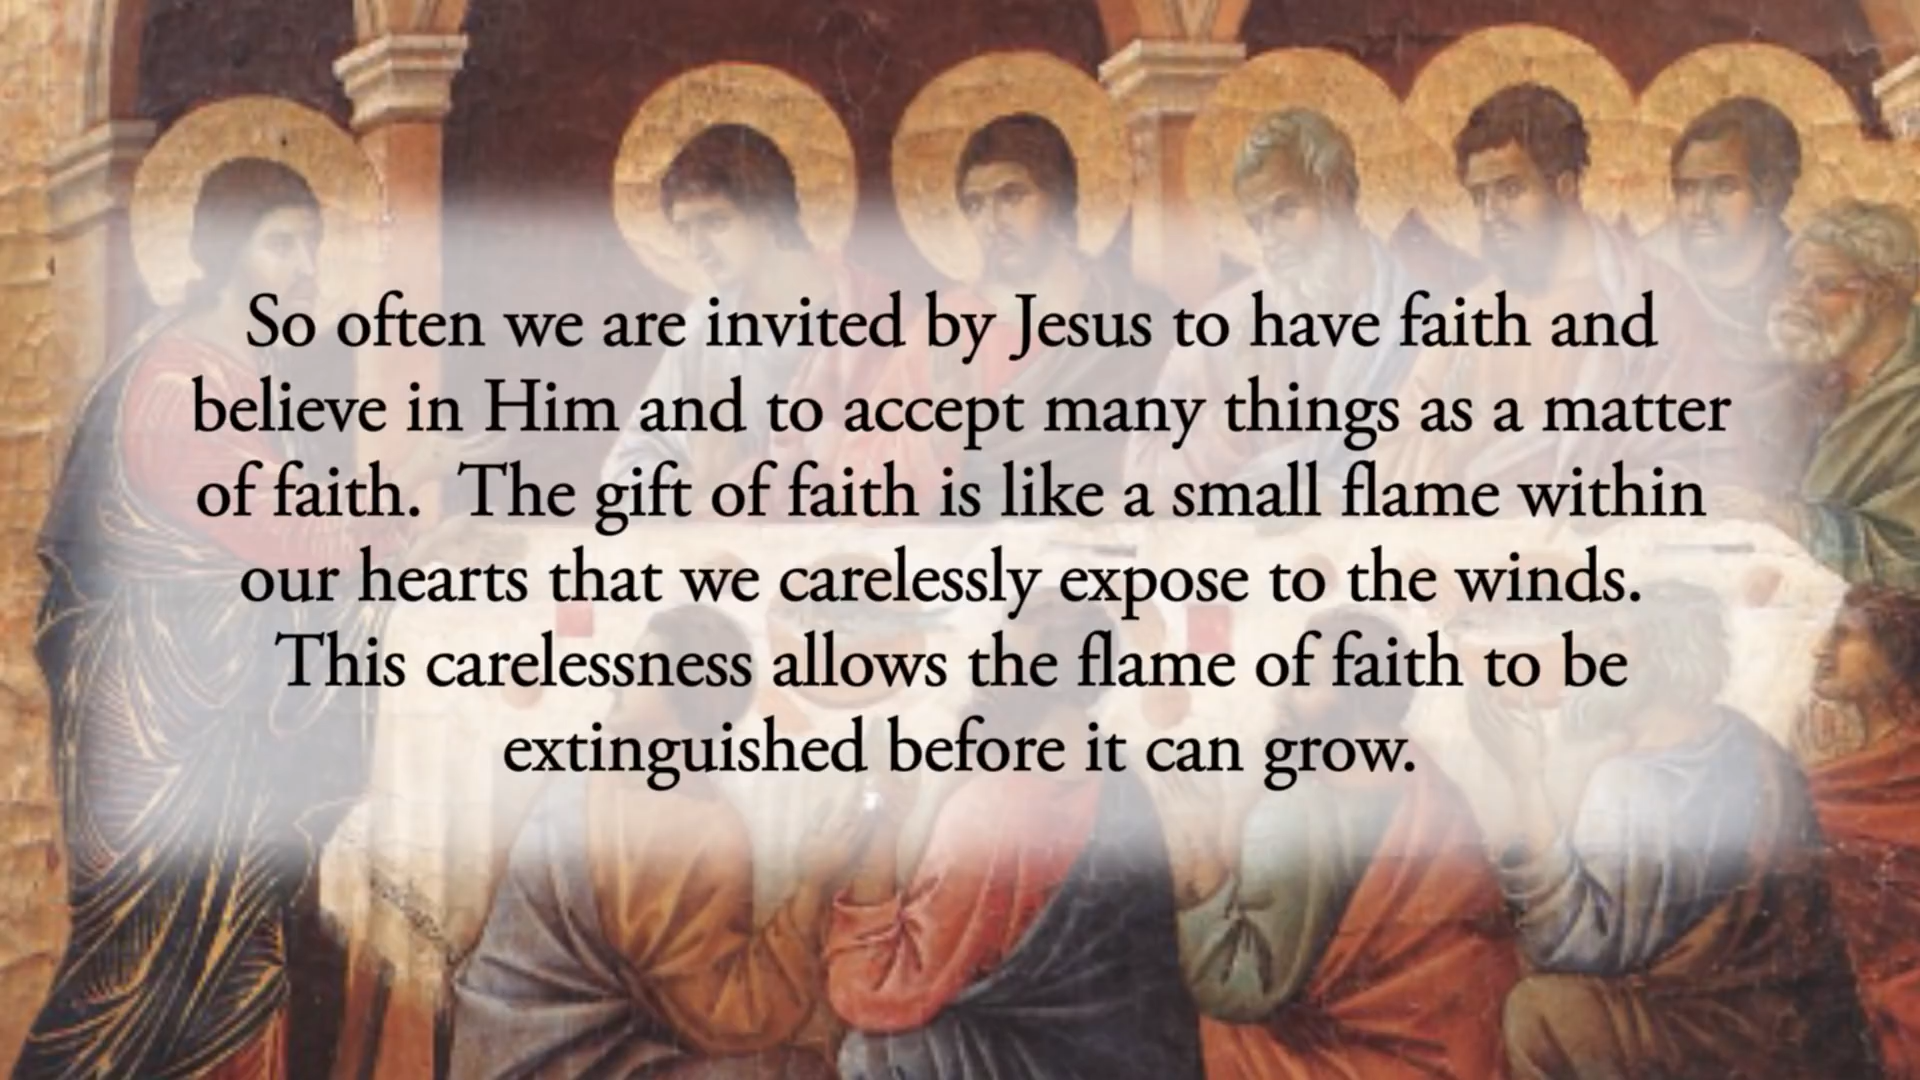 So often we are invited by Jesus to have faith and
believe in Him and to accept many things as a matter
of faith.  The gift of faith is like a small flame within
our hearts that we carelessly expose to the winds.
This carelessness allows the flame of faith to be
extinguished before it can grow.